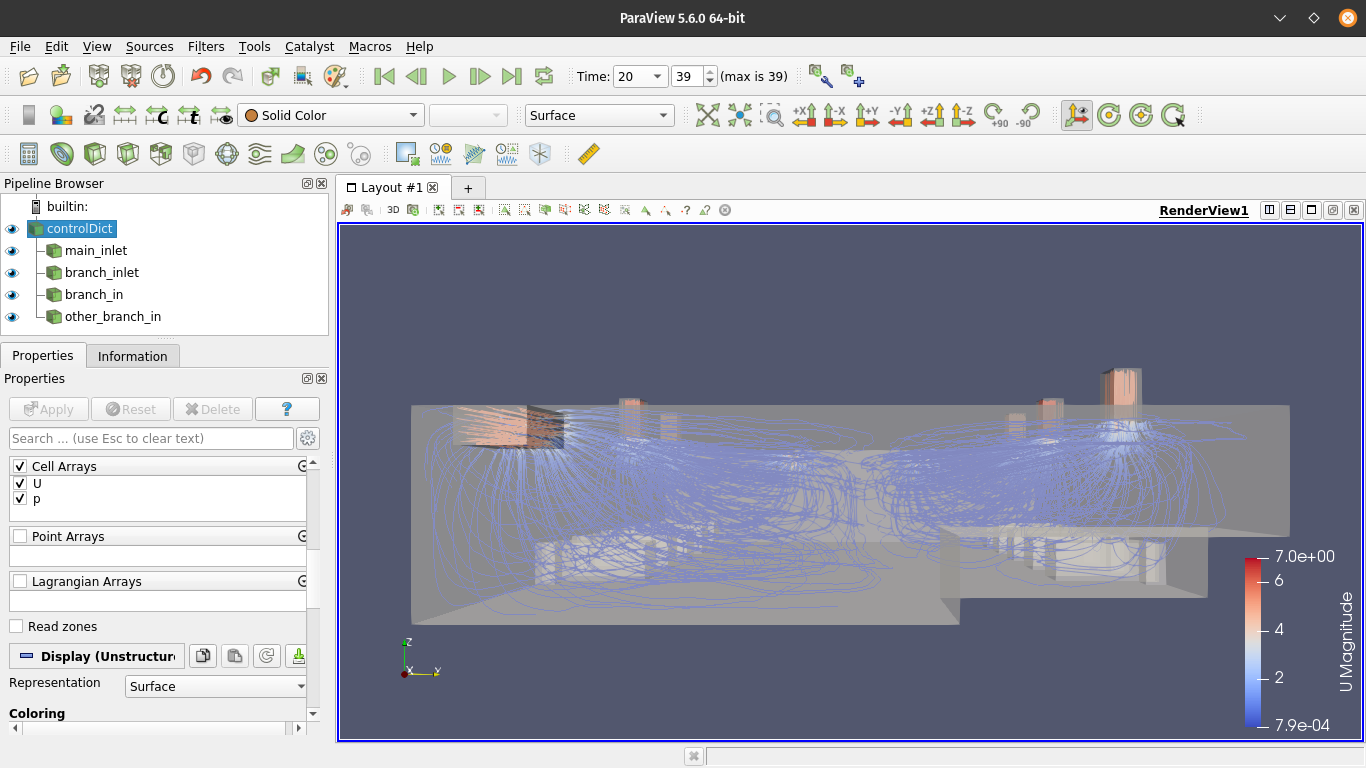 ParaView 5.6.0 64-bit
File Edit View Sources Filters Tools Catalyst Macros Help
Time: 20 39 (max is 39)
C t Solid Color Surface +X -X +Y -Y +Z -Z +90 -90
Pipeline Browser
builtin:
controlDict
main_inlet
branch_inlet
branch_in
other_branch_in
Properties Information
Properties
Apply Reset Delete ?
Search ... (use Esc to clear text)
Cell Arrays
U
p
Point Arrays
Lagrangian Arrays
Read zones
Display (Unstructur
Representation Surface
Coloring
Layout #1 +
3D RenderView1
7.0e+00
6
4
2
7.9e-04
U Magnitude
Z
X Y